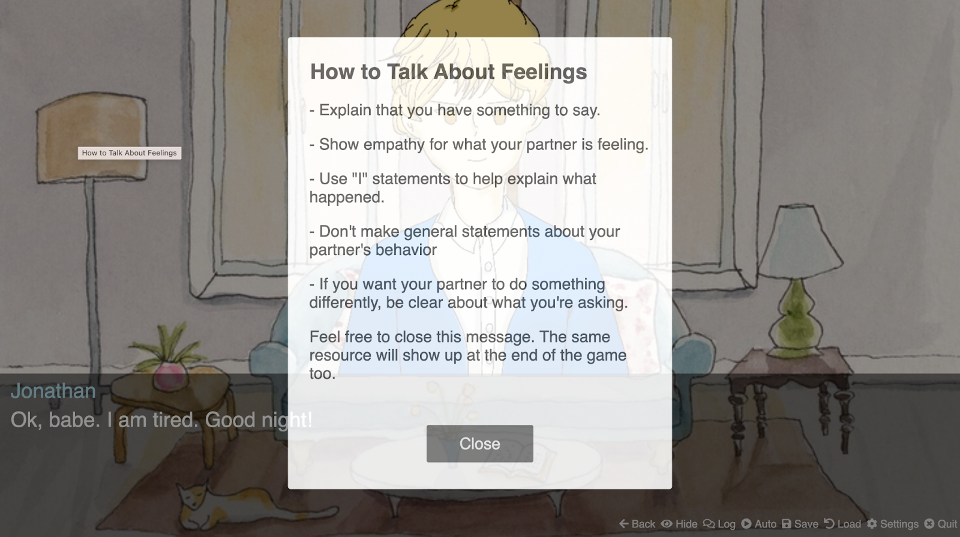 How to Talk About Feelings
- Explain that you have something to say.
How to Talk About Feelings
- Show empathy for what your partner is feeling.
- Use "I" statements to help explain what
happened.
- Don't make general statements about your
partner's behavior
- If you want your partner to do something
differently, be clear about what you're asking.
Feel free to close this message. The same
resource will show up at the end of the game
too.
Jonathan
Ok, babe. I am tired. Good night!
Close
Back Hide Log Auto Save Load Settings Quit